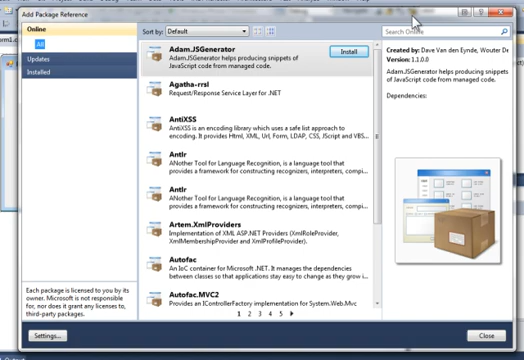 Add Package Reference
Online
All
Updates
Installed
Each package is licensed to you by its
owner. Microsoft is not responsible
for, nor does it grant any licenses to,
third-party packages.
Settings...
Sort by: Default
Adam.JSGenerator
Adam.JSGenerator helps producing snippets of
JavaScript code from managed code.
Install
Agatha-rrsl
Request/Response Service Layer for .NET
AntiXSS
AntiXSS is an encoding library which uses a safe list approach to
encoding. It provides Html, XML, Url, Form, LDAP, CSS, JScript and VBS...
Antlr
ANother Tool for Language Recognition, is a language tool that
provides a framework for constructing recognizers, interpreters, compi...
Antlr
ANother Tool for Language Recognition, is a language tool that
provides a framework for constructing recognizers, interpreters, compi...
Artem.XmlProviders
Implementation of XML ASP.NET Providers (XmlRoleProvider,
XmlMembershipProvider and XmlProfileProvider).
Autofac
An IoC container for Microsoft .NET. It manages the dependencies
between classes so that applications stay easy to change as they grow i...
Autofac.MVC2
Provides an IControllerFactory implementation for System.Web.Mvc
1 2 3 4 5
Search Online
Created by: Dave Van den Eynde, Wouter De
Version: 1.1.0.0
Adam.JSGenerator helps producing snippets
of JavaScript code from managed code.
Dependencies:
Close